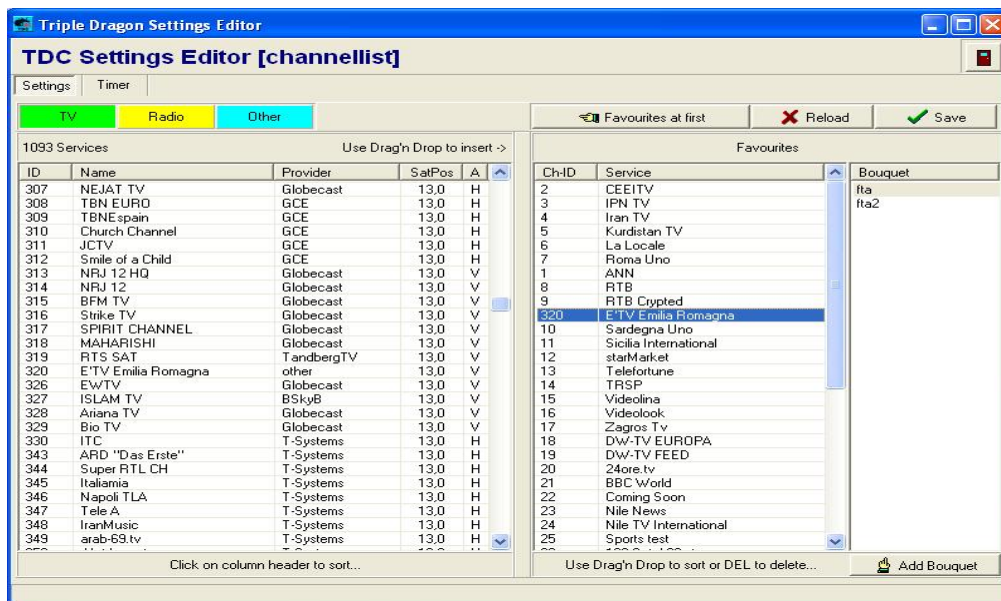 Triple Dragon Settings Editor
TDC Settings Editor [channellist]
Settings Timer
TV Radio Other Favourites at first Reload Save
1093 Services Use Drag'n Drop to insert -> Favourites
ID Name Provider SatPos A Ch-ID Service Bouquet
307 NEJAT TV Globecast 13,0 H 2 CEEITV fta
308 TBN EURO GCE 13,0 H 3 IPN TV fta2
309 TBNEspain GCE 13,0 H 4 Iran TV
310 Church Channel GCE 13,0 H 5 Kurdistan TV
311 JCTV GCE 13,0 H 6 La Locale
312 Smile of a Child GCE 13,0 H 7 Roma Uno
313 NRJ 12 HQ Globecast 13,0 V 1 ANN
314 NRJ 12 Globecast 13,0 V 8 RTB
315 BFM TV Globecast 13,0 V 9 RTB Crypted
316 Strike TV Globecast 13,0 V 320 E'TV Emilia Romagna
317 SPIRIT CHANNEL Globecast 13,0 V 10 Sardegna Uno
318 MAHARISHI Globecast 13,0 V 11 Sicilia International
319 RTS SAT TandbergTV 13,0 V 12 starMarket
320 E'TV Emilia Romagna other 13,0 V 13 Telefortune
326 EWTV Globecast 13,0 V 14 TRSP
327 ISLAM TV BSkyB 13,0 V 15 Videolina
328 Ariana TV Globecast 13,0 V 16 Videolook
329 Bio TV Globecast 13,0 V 17 Zagros Tv
330 ITC T-Systems 13,0 H 18 DW-TV EUROPA
343 ARD "Das Erste" T-Systems 13,0 H 19 DW-TV FEED
344 Super RTL CH T-Systems 13,0 H 20 24ore.tv
345 Italiamia T-Systems 13,0 H 21 BBC World
346 Napoli TLA T-Systems 13,0 H 22 Coming Soon
347 Tele A T-Systems 13,0 H 23 Nile News
348 IranMusic T-Systems 13,0 H 24 Nile TV International
349 arab-69.tv T-Systems 13,0 H 25 Sports test
Click on column header to sort... Use Drag'n Drop to sort or DEL to delete... Add Bouquet